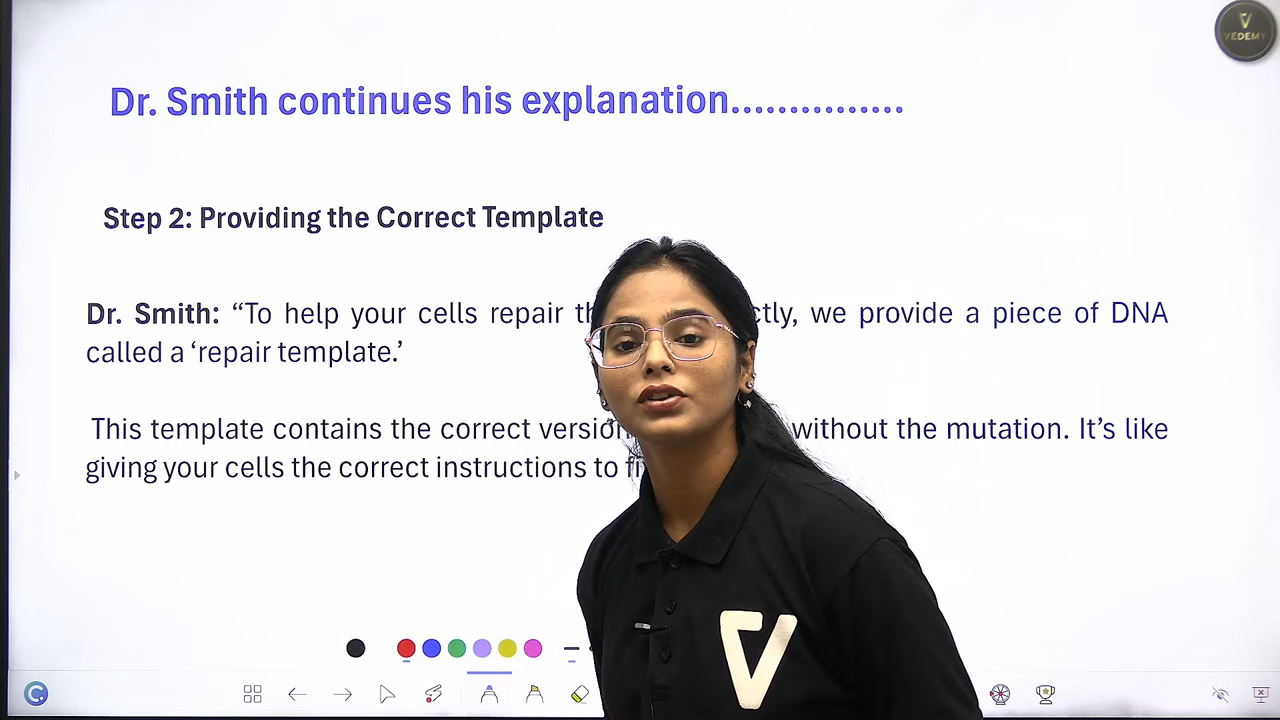 VEDEMY
Dr. Smith continues his explanation...............
Step 2: Providing the Correct Template
Dr. Smith: “To help your cells repair ctly, we provide a piece of DNA
called a ‘repair template.’
This template contains the correct without the mutation. It’s like
giving your cells the correct instructions to
V